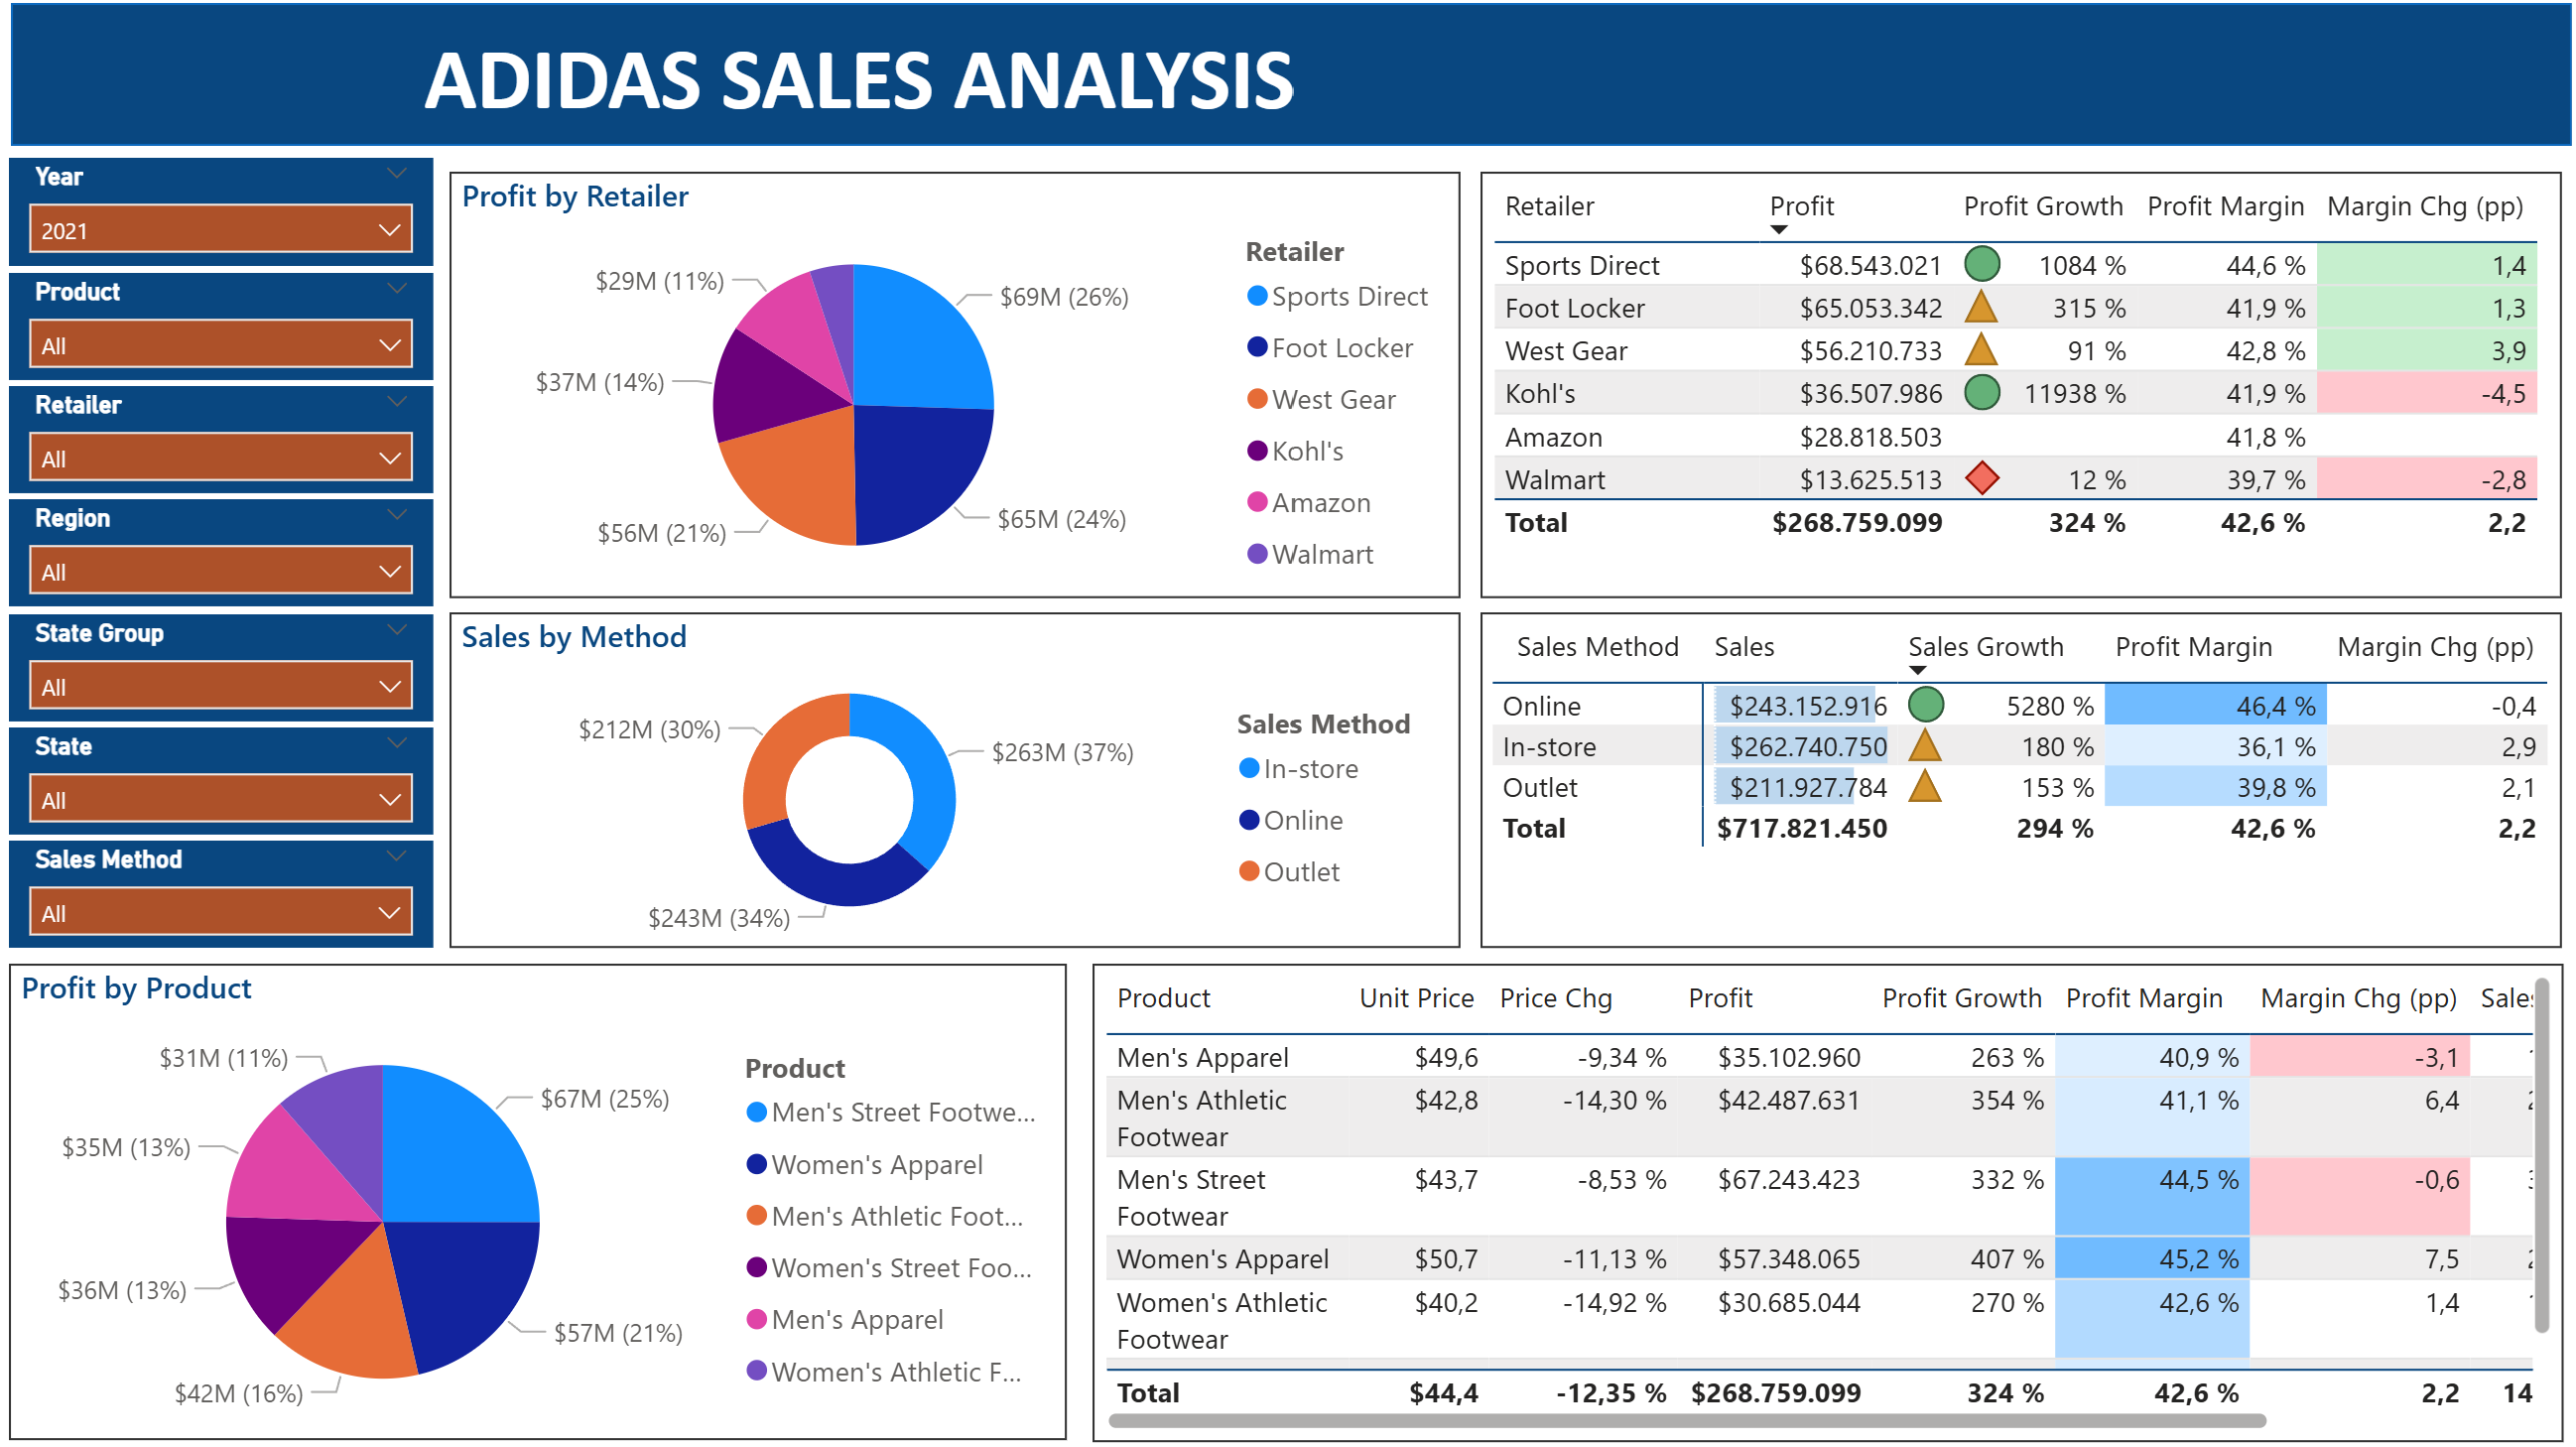 ADIDAS SALES ANALYSIS
Year
2021
Product
All
Retailer
All
Region
All
State Group
All
State
All
Sales Method
All
Profit by Retailer
$29M (11%)
$69M (26%)
$37M (14%)
$56M (21%)
$65M (24%)
Retailer
Sports Direct
Foot Locker
West Gear
Kohl's
Amazon
Walmart
Retailer Profit Profit Growth Profit Margin Margin Chg (pp)
Sports Direct $68.543.021 1084 % 44,6 % 1,4
Foot Locker $65.053.342 315 % 41,9 % 1,3
West Gear $56.210.733 91 % 42,8 % 3,9
Kohl's $36.507.986 11938 % 41,9 % -4,5
Amazon $28.818.503 41,8 %
Walmart $13.625.513 12 % 39,7 % -2,8
Total $268.759.099 324 % 42,6 % 2,2
Sales by Method
$212M (30%)
$263M (37%)
$243M (34%)
Sales Method
In-store
Online
Outlet
Sales Method Sales Sales Growth Profit Margin Margin Chg (pp)
Online $243.152.916 5280 % 46,4 % -0,4
In-store $262.740.750 180 % 36,1 % 2,9
Outlet $211.927.784 153 % 39,8 % 2,1
Total $717.821.450 294 % 42,6 % 2,2
Profit by Product
$31M (11%)
$67M (25%)
$35M (13%)
$36M (13%)
$57M (21%)
$42M (16%)
Product
Men's Street Footwe...
Women's Apparel
Men's Athletic Foot...
Women's Street Foo...
Men's Apparel
Women's Athletic F...
Product Unit Price Price Chg Profit Profit Growth Profit Margin Margin Chg (pp) Sales
Men's Apparel $49,6 -9,34 % $35.102.960 263 % 40,9 % -3,1
Men's Athletic $42,8 -14,30 % $42.487.631 354 % 41,1 % 6,4
Footwear
Men's Street $43,7 -8,53 % $67.243.423 332 % 44,5 % -0,6
Footwear
Women's Apparel $50,7 -11,13 % $57.348.065 407 % 45,2 % 7,5
Women's Athletic $40,2 -14,92 % $30.685.044 270 % 42,6 % 1,4
Footwear
Total $44,4 -12,35 % $268.759.099 324 % 42,6 % 2,2 14